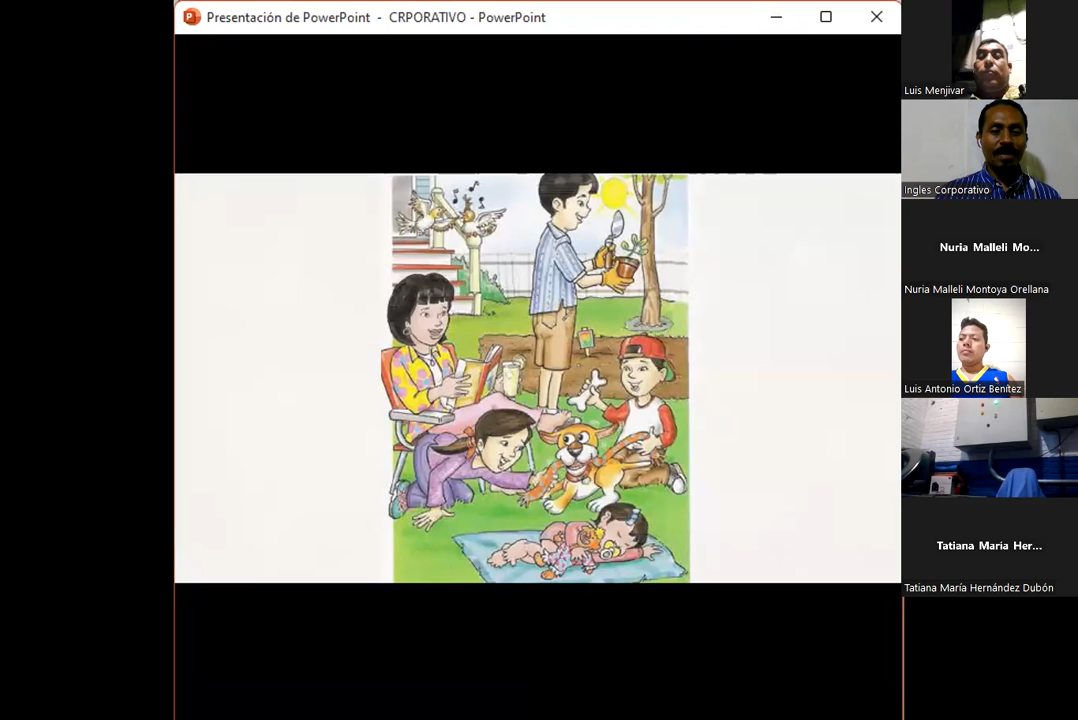 Presentación de PowerPoint - CRPORATIVO - PowerPoint
Luis Menjivar
Ingles Corporativo
Nuria Malleli Mo...
Nuria Malleli Montoya Orellana
Luis Antonio Ortiz Benítez
Tatiana María Her...
Tatiana María Hernández Dubón